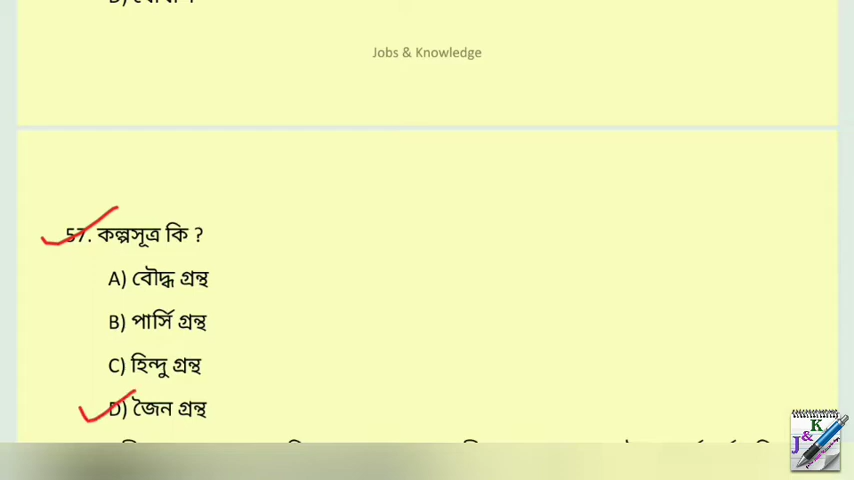 Jobs & Knowledge
57. কল্পসূত্র কি ?
A) বৌদ্ধ গ্রন্থ
B) পার্সি গ্রন্থ
C) হিন্দু গ্রন্থ
D) জৈন গ্রন্থ
J&K